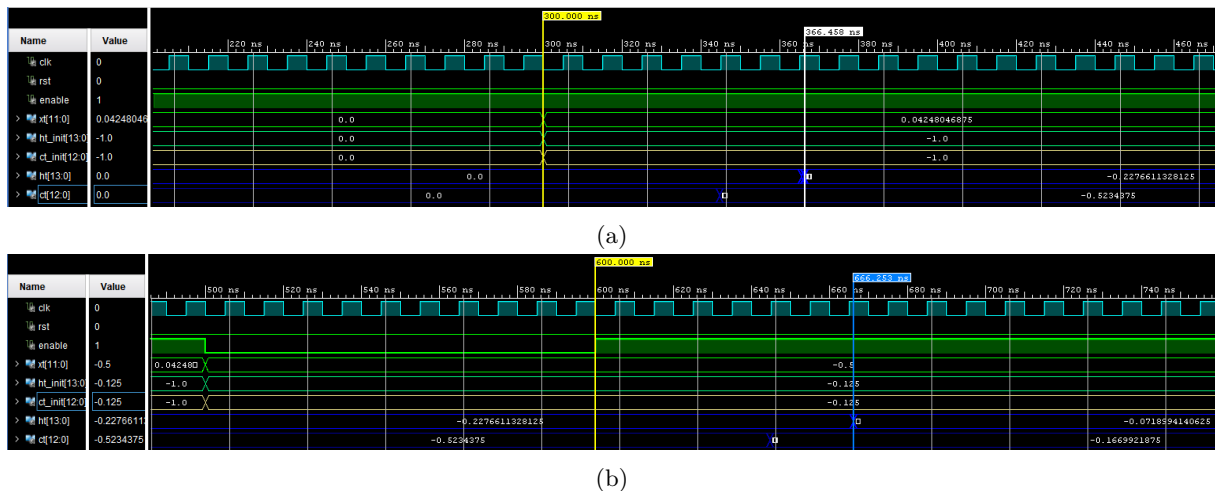 300.000 ns
366.458 ns
Name Value
220 ns 240 ns 260 ns 280 ns 300 ns 320 ns 340 ns 360 ns 380 ns 400 ns 420 ns 440 ns 460
clk 0
rst 0
enable 1
xt[11:0] 0.04248046 0.0 0.04248046875
ht_init[13:0 -1.0 0.0 -1.0
ct_init[12:0] -1.0 0.0 -1.0
ht[13:0] 0.0 0.0 -0.2276611328125
ct[12:0] 0.0 0.0 -0.5234375
(a)
600.000 ns
666.253 ns
Name Value
500 ns 520 ns 540 ns 560 ns 580 ns 600 ns 620 ns 640 ns 660 ns 680 ns 700 ns 720 ns 740 ns
clk 0
rst 0
enable 1
xt[11:0] -0.5 0.04248 -0.5
ht_init[13:0 -0.125 -1.0 -0.125
ct_init[12:0] -0.125 -1.0 -0.125
ht[13:0] -0.2276611 -0.2276611328125 -0.0718994140625
ct[12:0] -0.5234375 -0.5234375 -0.1669921875
(b)